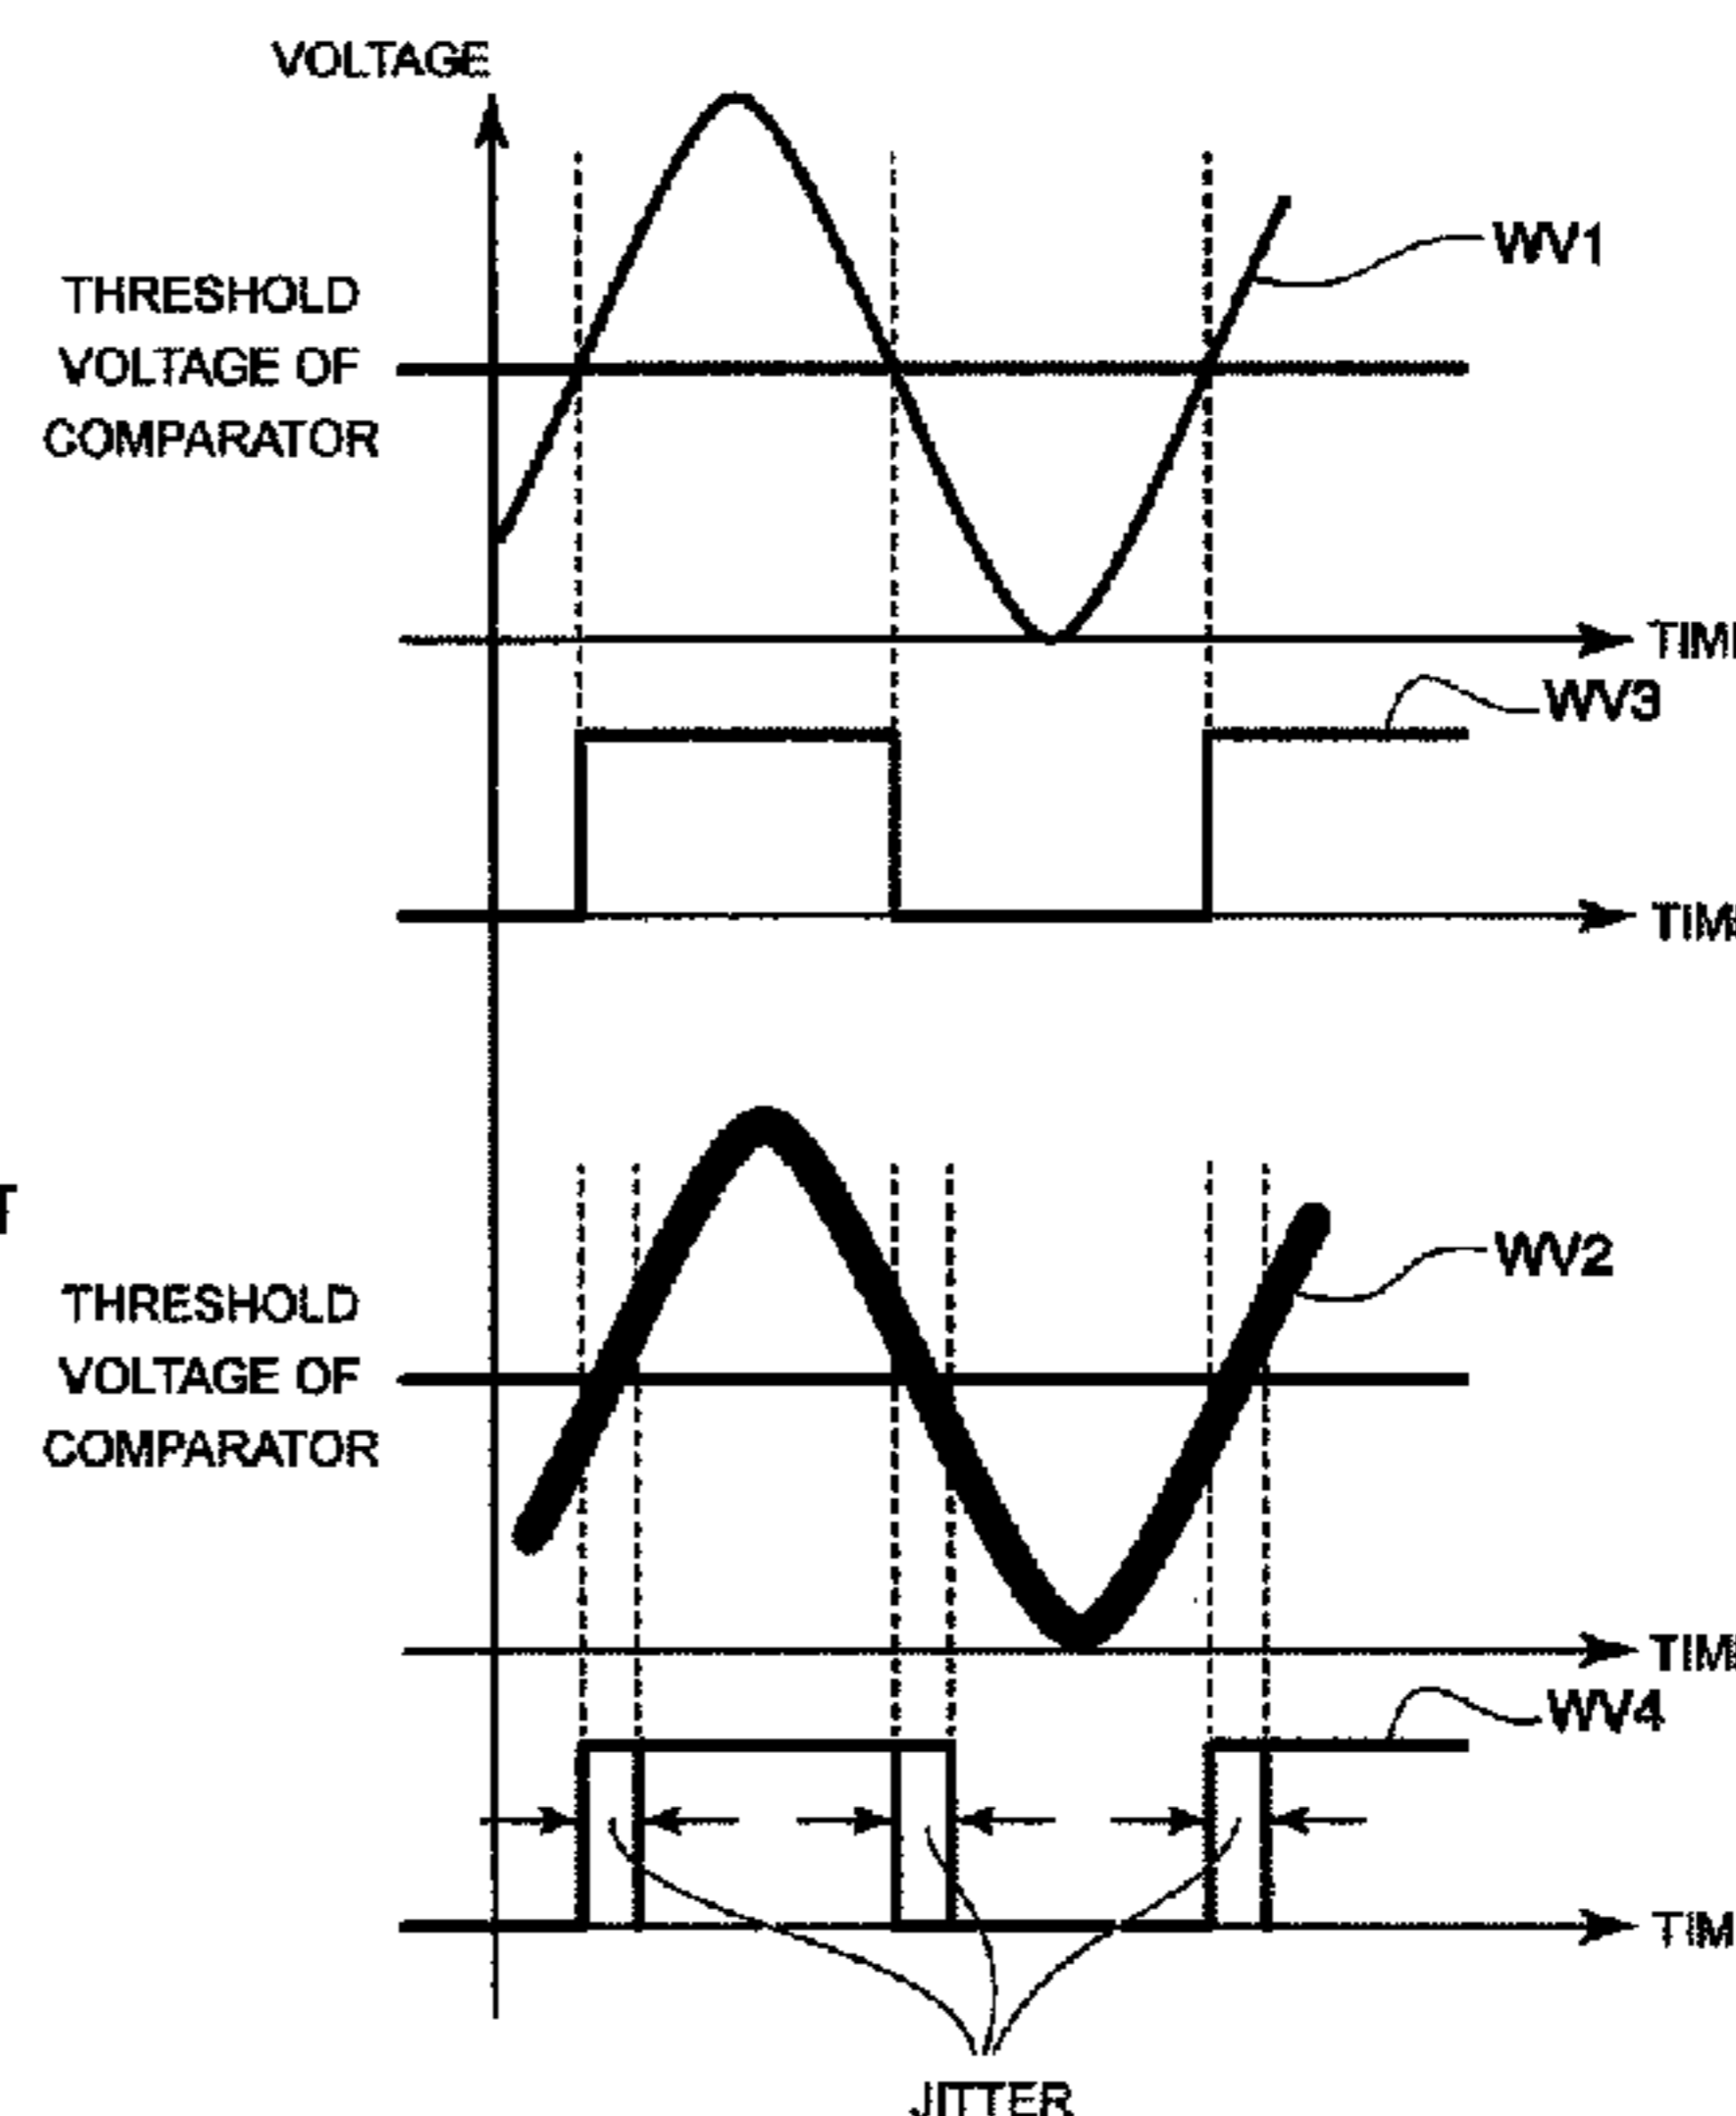 VOLTAGE
WV1
THRESHOLD
VOLTAGE OF
COMPARATOR
WV3
T
WV2
THRESHOLD
VOLTAGE OF
COMPARATOR
WV4
JITTER